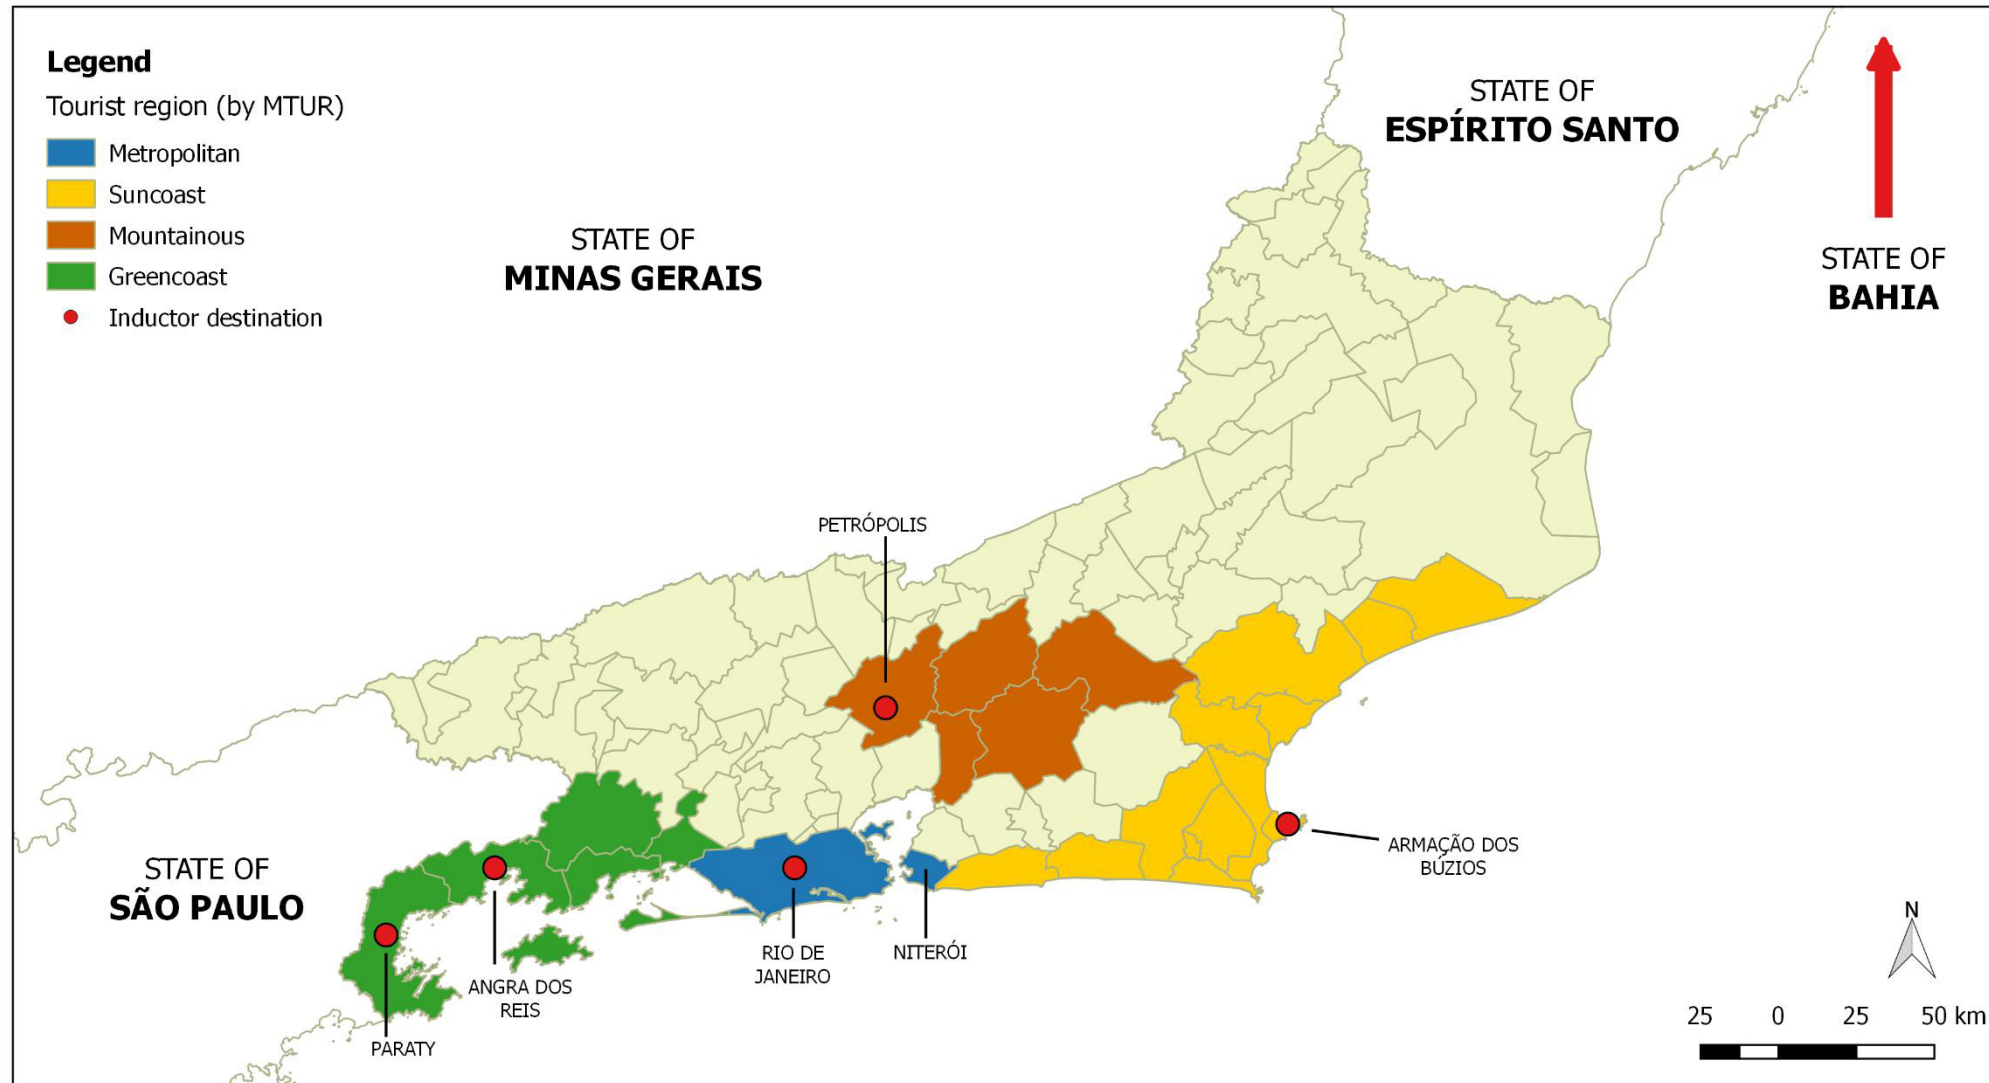 Legend
Tourist region (by MTUR)
Metropolitan
Suncoast
Mountainous
Greencoast
Inductor destination
STATE OF
MINAS GERAIS
STATE OF
ESPÍRITO SANTO
STATE OF
BAHIA
PETRÓPOLIS
ARMAÇÃO DOS
BÚZIOS
STATE OF
SÃO PAULO
RIO DE
JANEIRO
NITERÓI
ANGRA DOS
REIS
PARATY
N
25 0 25 50 km